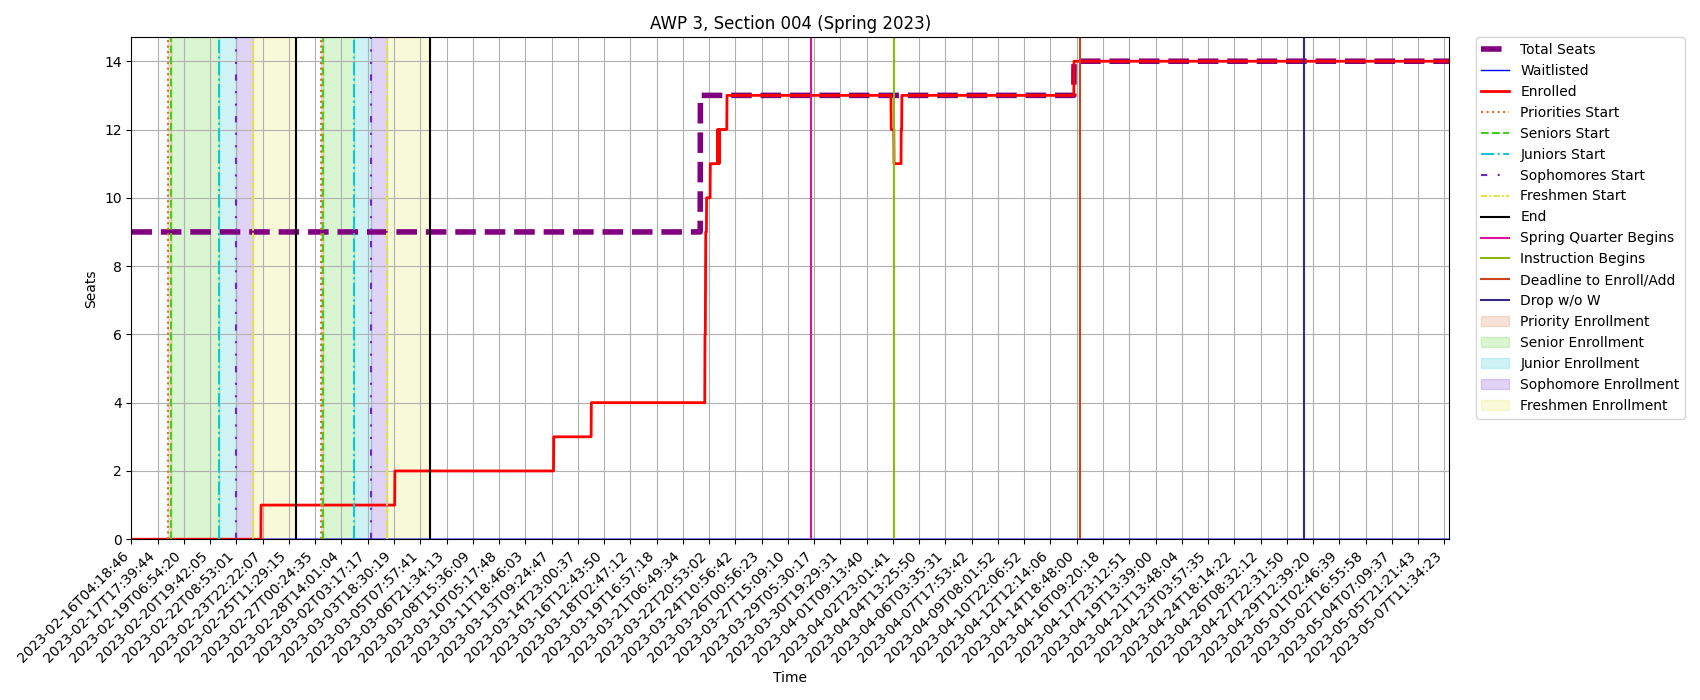 AWP 3, Section 004 (Spring 2023)
Seats
14
12
10
8
6
4
2
0
2023-02-16T04:18:46
2023-02-17T17:39:44
2023-02-19T06:54:20
2023-02-20T19:42:05
2023-02-22T08:53:01
2023-02-23T22:22:07
2023-02-25T11:29:15
2023-02-27T00:24:35
2023-02-28T14:01:04
2023-03-02T03:17:17
2023-03-03T18:30:19
2023-03-05T07:57:41
2023-03-06T21:34:13
2023-03-08T15:36:09
2023-03-10T05:17:48
2023-03-11T18:46:03
2023-03-13T09:24:47
2023-03-14T23:00:37
2023-03-16T12:43:50
2023-03-18T02:47:12
2023-03-19T16:57:18
2023-03-21T06:49:34
2023-03-22T20:53:02
2023-03-24T10:56:42
2023-03-26T00:56:23
2023-03-27T15:09:10
2023-03-29T05:30:17
2023-03-30T19:29:31
2023-04-01T09:13:40
2023-04-02T23:01:41
2023-04-04T13:25:50
2023-04-06T03:35:31
2023-04-07T17:53:42
2023-04-09T08:01:52
2023-04-10T22:06:52
2023-04-12T12:14:06
2023-04-14T18:48:00
2023-04-16T09:20:18
2023-04-17T23:12:51
2023-04-19T13:39:00
2023-04-21T13:48:04
2023-04-23T03:57:35
2023-04-24T18:14:22
2023-04-26T08:32:12
2023-04-27T22:31:50
2023-04-29T12:39:20
2023-05-01T02:46:39
2023-05-02T16:55:58
2023-05-04T07:09:37
2023-05-05T21:21:43
2023-05-07T11:34:23
Time
Total Seats
Waitlisted
Enrolled
Priorities Start
Seniors Start
Juniors Start
Sophomores Start
Freshmen Start
End
Spring Quarter Begins
Instruction Begins
Deadline to Enroll/Add
Drop w/o W
Priority Enrollment
Senior Enrollment
Junior Enrollment
Sophomore Enrollment
Freshmen Enrollment